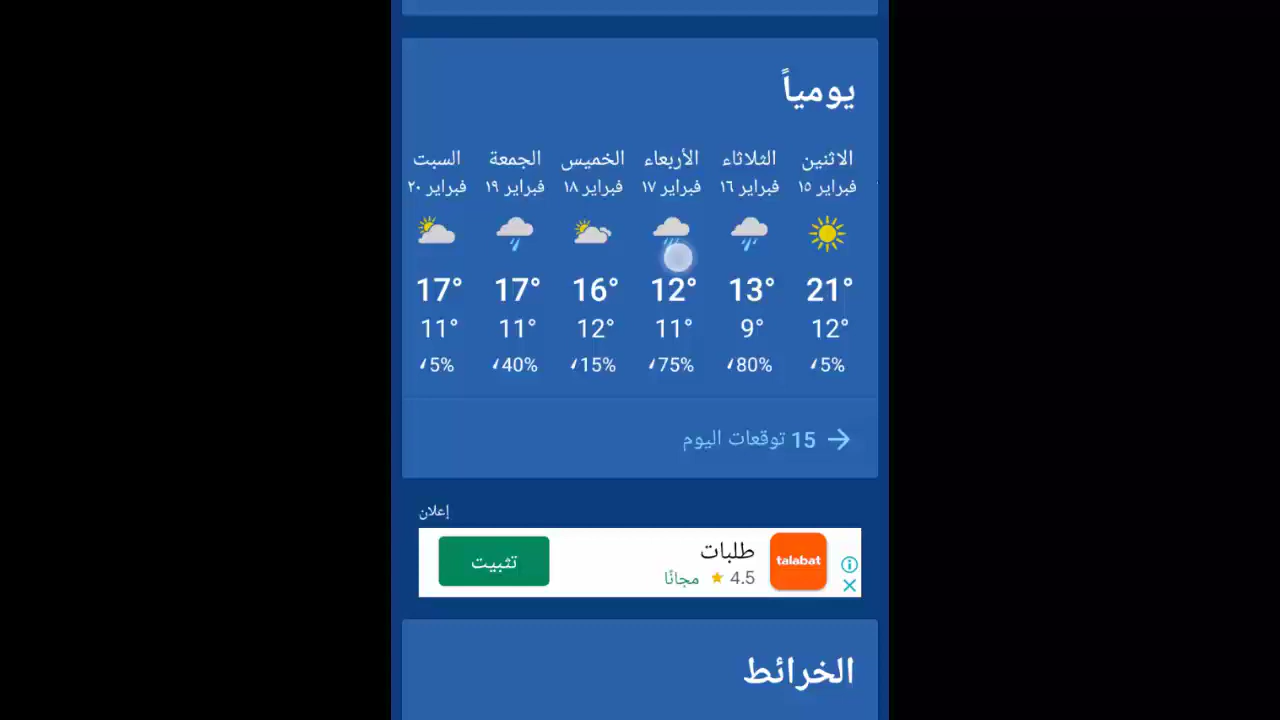 يومياً
الاثنين الثلاثاء الأربعاء الخميس الجمعة السبت
فبراير ١٥ فبراير ١٦ فبراير ١٧ فبراير ١٨ فبراير ١٩ فبراير ٢٠
21° 13° 12° 16° 17° 17°
12° 9° 11° 12° 11° 11°
5% 80% 75% 15% 40% 5%
15 توقعات اليوم
إعلان
talabat
طلبات
4.5 ★ مجانًا
تثبيت
الخرائط